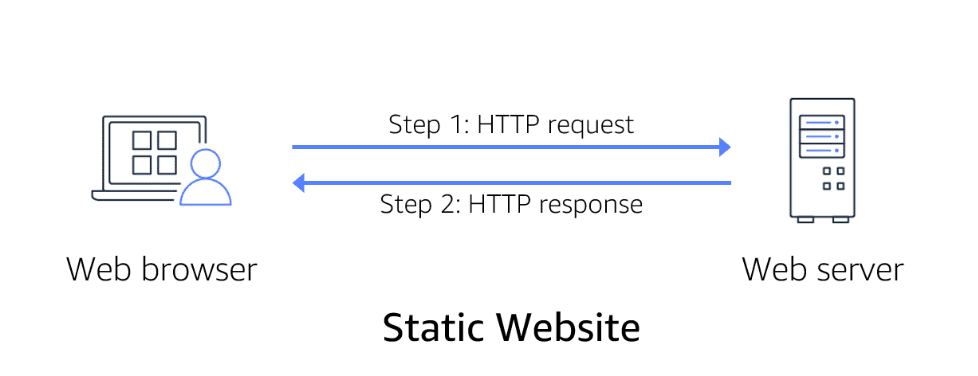 Step 1: HTTP request
Step 2: HTTP response
Web browser
Web server
Static Website